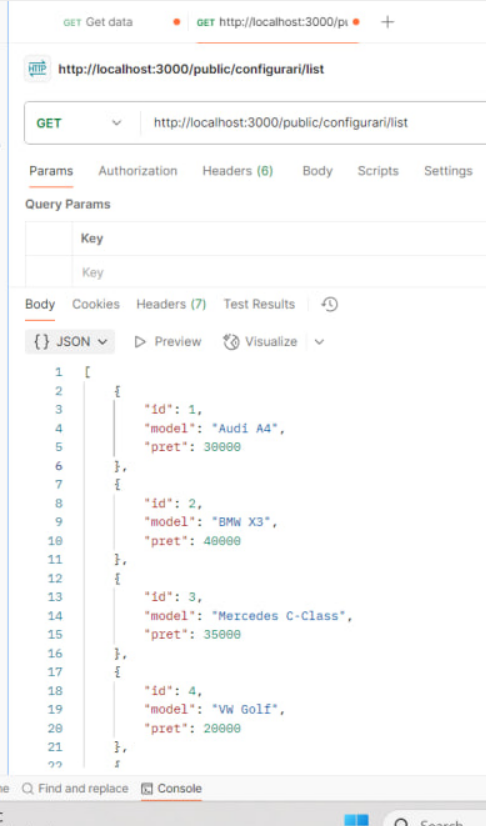 GET Get data
GET http://localhost:3000/pu
HTTP http://localhost:3000/public/configurari/list
GET http://localhost:3000/public/configurari/list
Params Authorization Headers (6) Body Scripts Settings
Query Params
Key
Key
Body Cookies Headers (7) Test Results
{} JSON Preview Visualize
1 [
2 {
3 "id": 1,
4 "model": "Audi A4",
5 "pret": 30000
6 },
7 {
8 "id": 2,
9 "model": "BMW X3",
10 "pret": 40000
11 },
12 {
13 "id": 3,
14 "model": "Mercedes C-Class",
15 "pret": 35000
16 },
17 {
18 "id": 4,
19 "model": "VW Golf",
20 "pret": 20000
21 },
22 {
Find and replace Console
Search